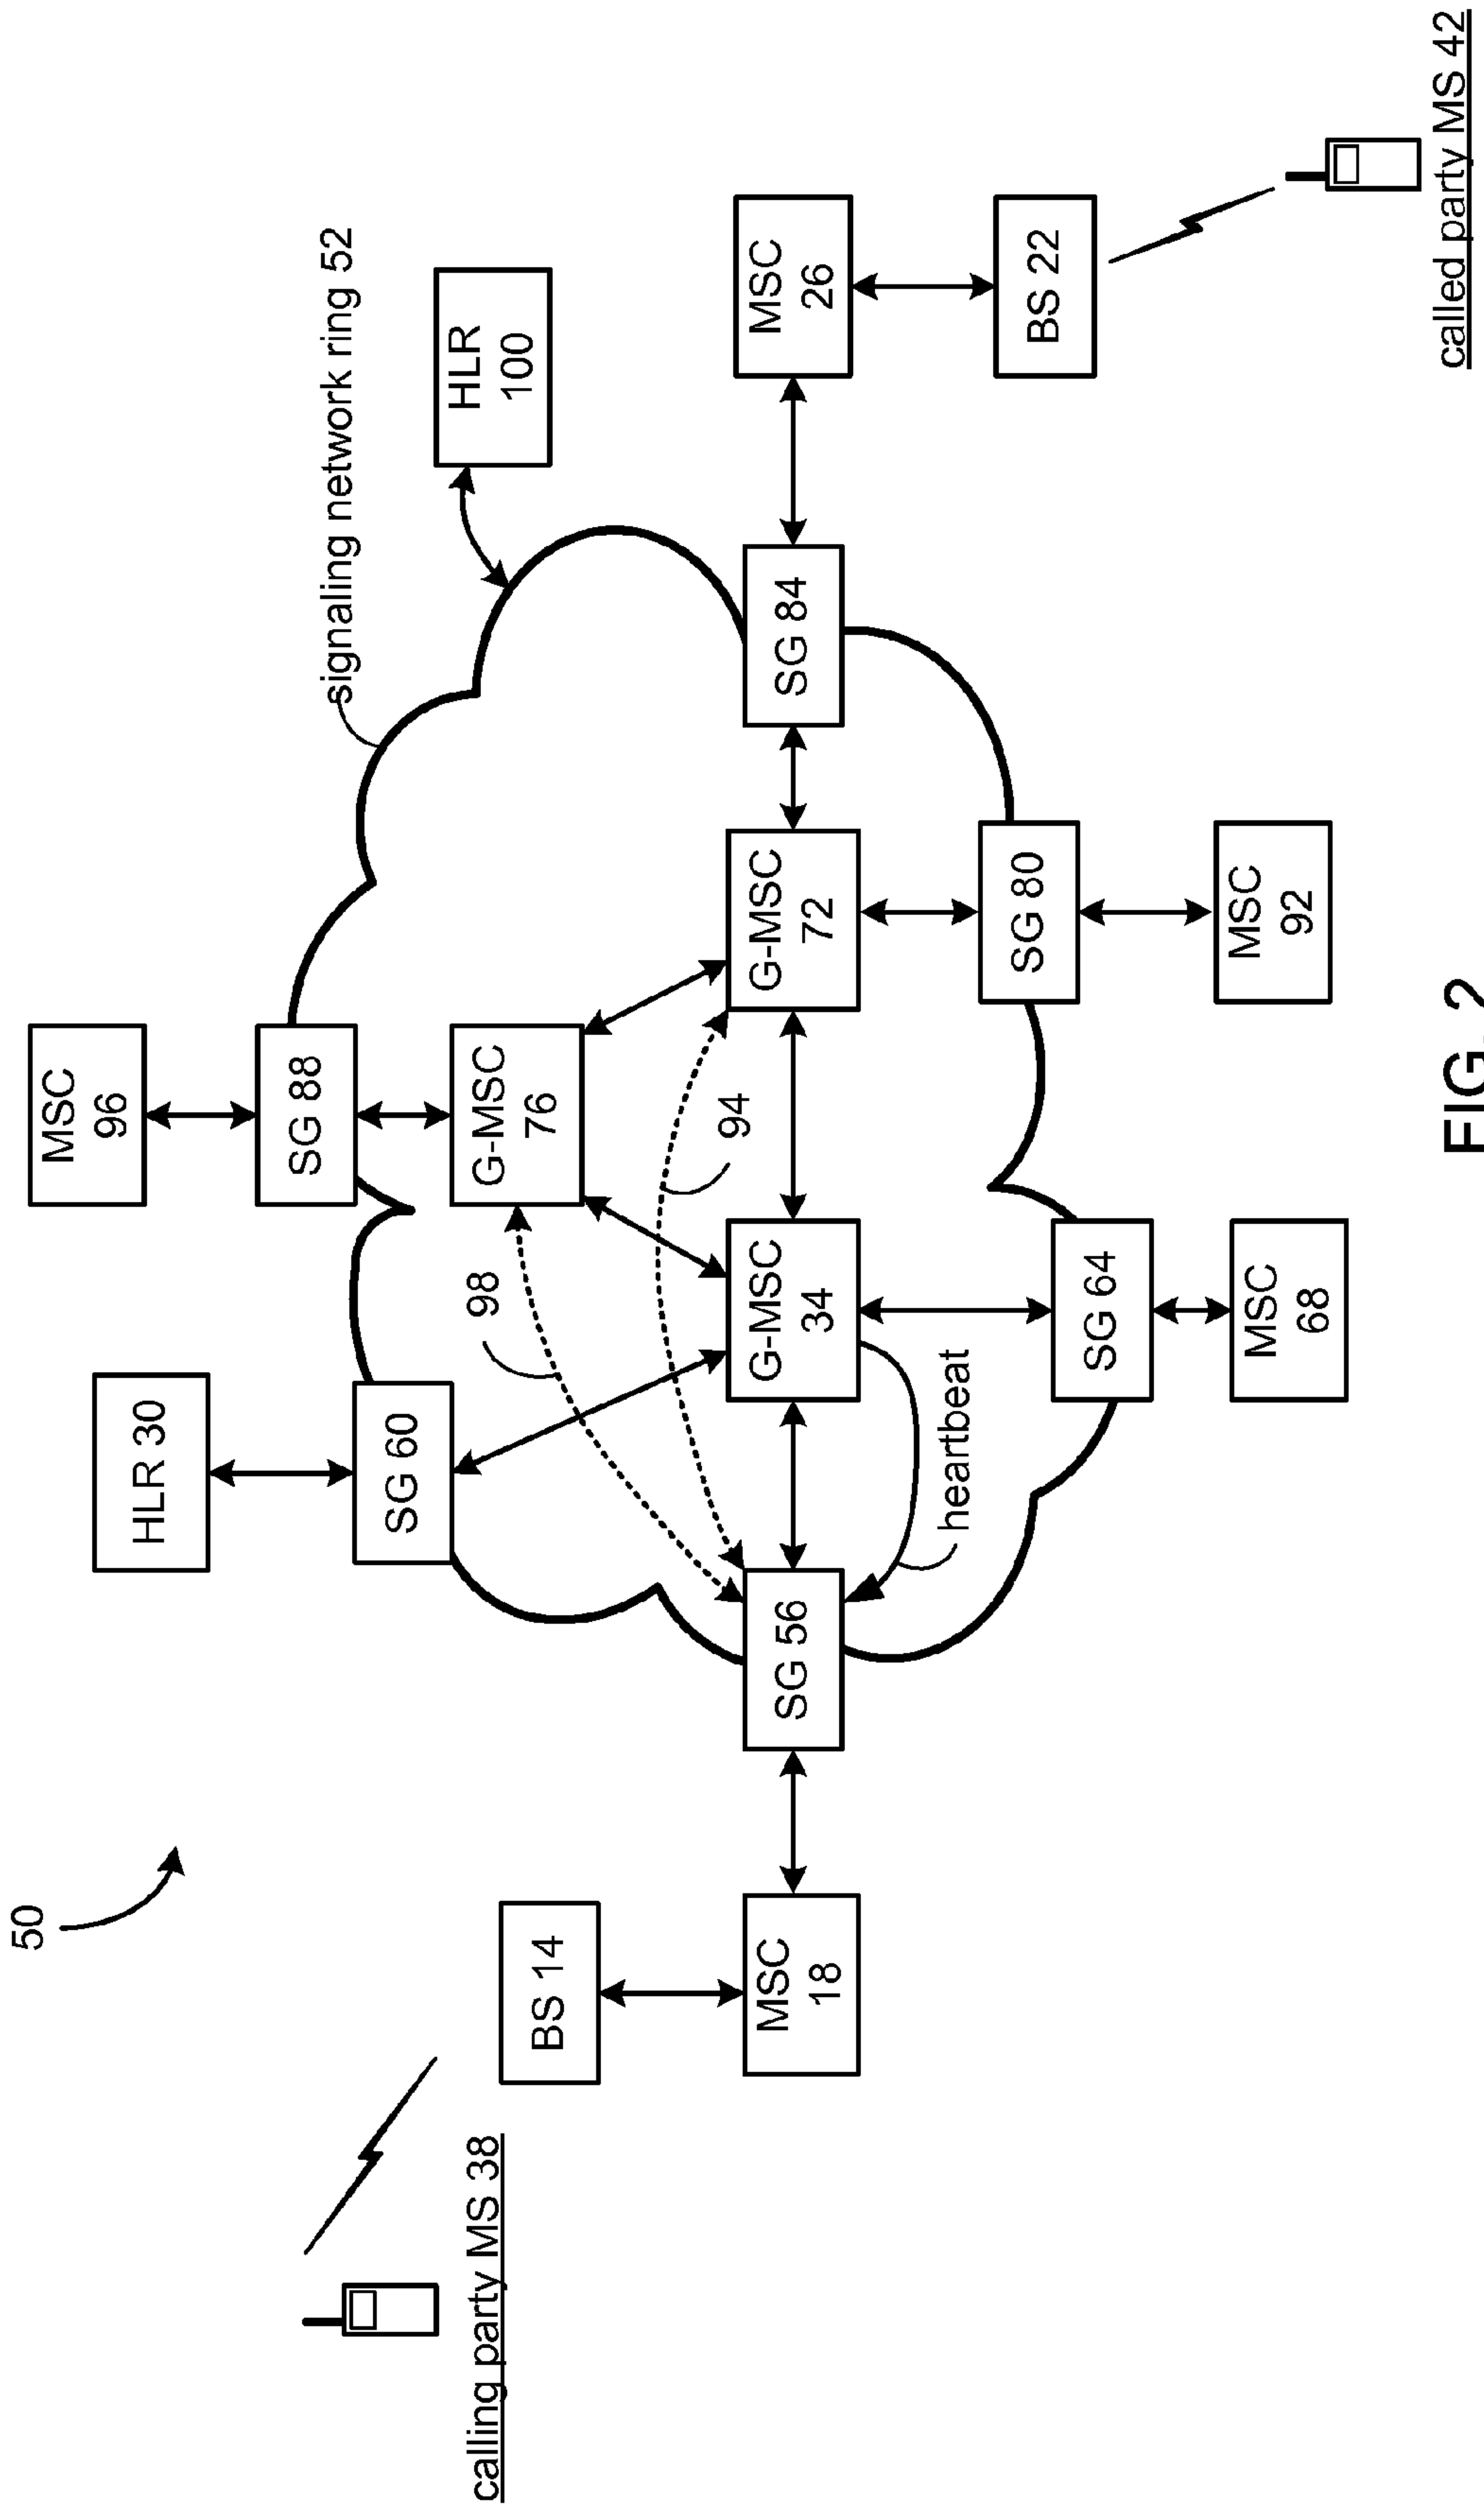 50
calling party MS 38
BS 14
MSC
18
SG 56
HLR 30
SG 60
MSC
96
SG 88
G-MSC
76
98
94
G-MSC
34
heartbeat
SG 64
MSC
68
G-MSC
72
SG 80
MSC
92
SG 84
signaling network ring 52
HLR
100
MSC
26
BS 22
called party MS 42
FIG. 2